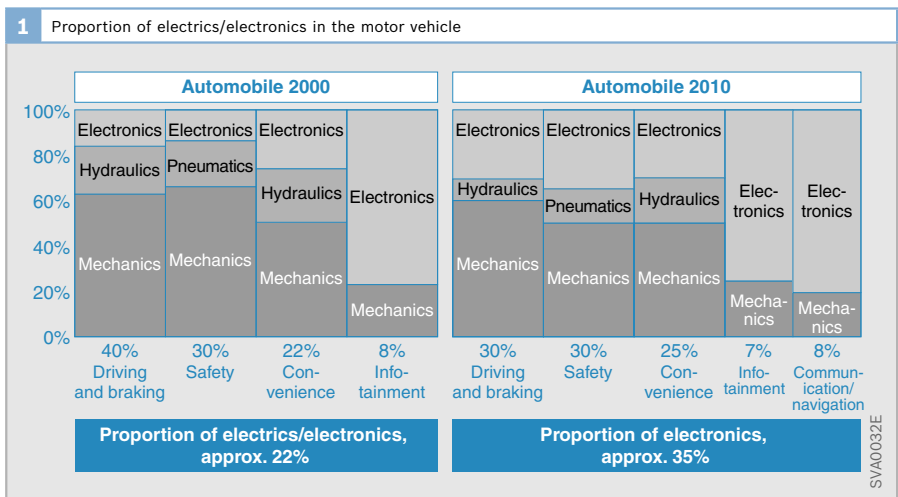 1 Proportion of electrics/electronics in the motor vehicle
Automobile 2000
100%
80%
60%
40%
20%
0%
Electronics
Hydraulics
Mechanics
Electronics
Pneumatics
Mechanics
Electronics
Hydraulics
Mechanics
Electronics
Mechanics
40%
Driving
and braking
30%
Safety
22%
Con-
venience
8%
Info-
tainment
Proportion of electrics/electronics,
approx. 22%
Automobile 2010
Electronics
Hydraulics
Mechanics
Electronics
Pneumatics
Mechanics
Electronics
Hydraulics
Mechanics
Elec-
tronics
Mecha-
nics
Elec-
tronics
Mecha-
nics
30%
Driving
and braking
30%
Safety
25%
Con-
venience
7%
Info-
tainment
8%
Commun-
ication/
navigation
Proportion of electronics,
approx. 35%
SVA0032E